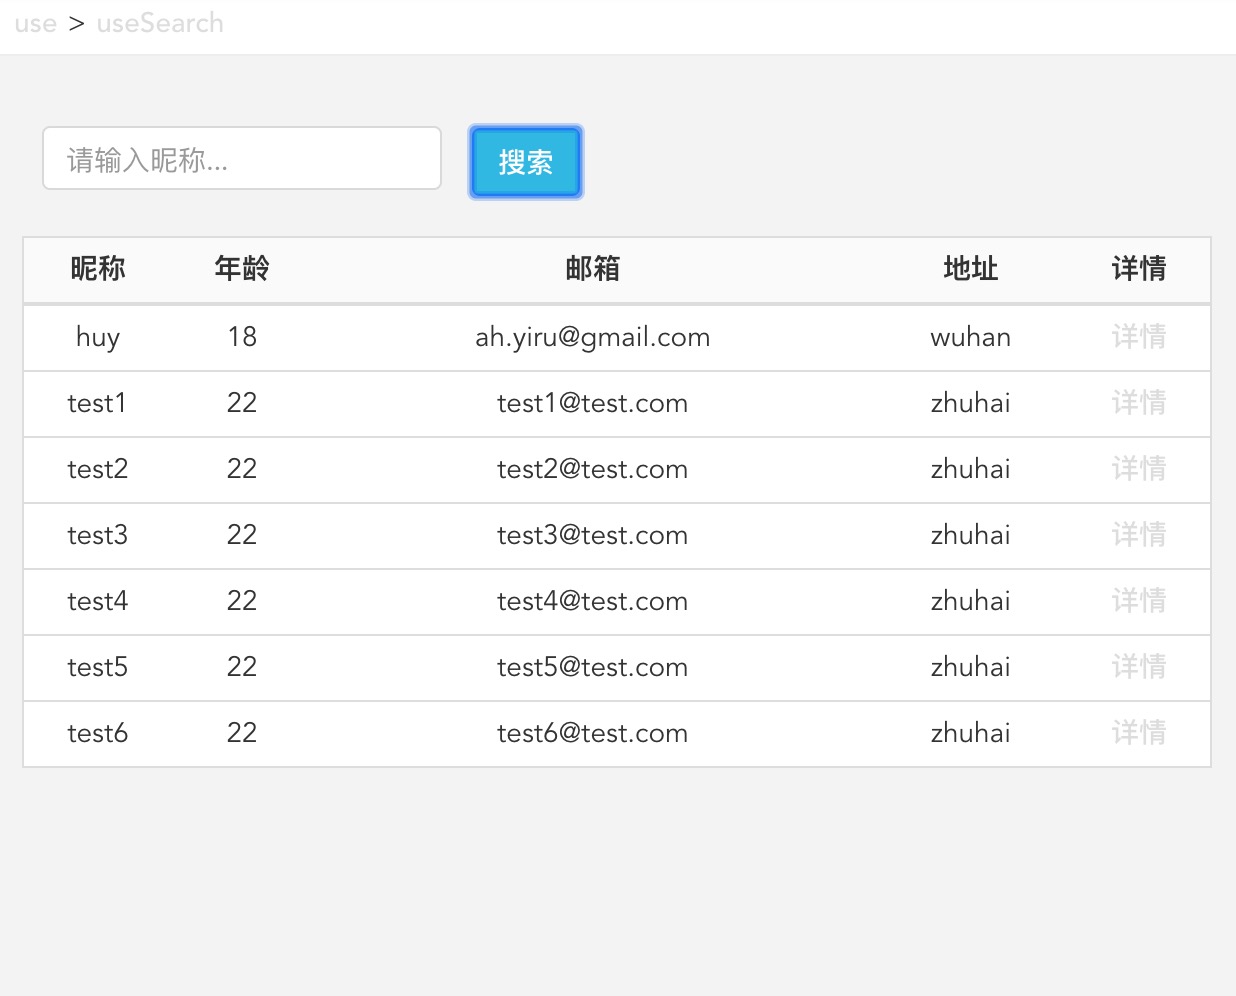 use > useSearch
请输入昵称... 搜索
昵称 年龄 邮箱 地址 详情
huy 18 ah.yiru@gmail.com wuhan 详情
test1 22 test1@test.com zhuhai 详情
test2 22 test2@test.com zhuhai 详情
test3 22 test3@test.com zhuhai 详情
test4 22 test4@test.com zhuhai 详情
test5 22 test5@test.com zhuhai 详情
test6 22 test6@test.com zhuhai 详情